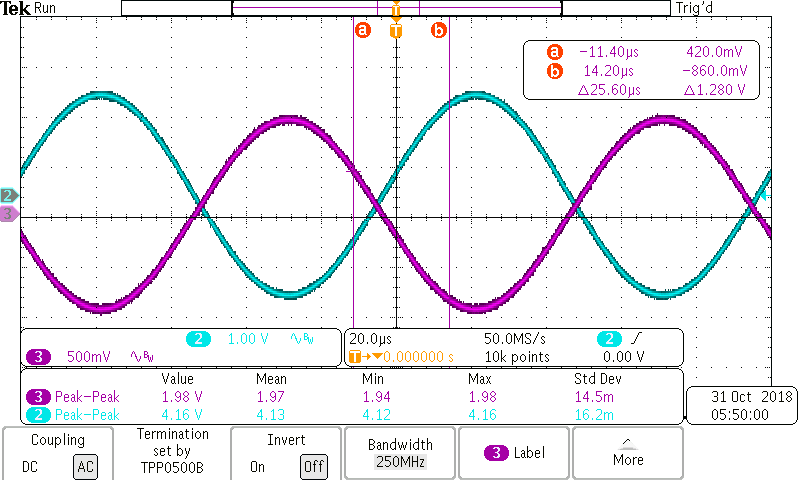 Tek Run Trig'd
T
a T b
a −11.40µs 420.0mV
b 14.20µs −860.0mV
Δ25.60µs Δ1.280 V
2
3
2 1.00 V ∿BW
3 500mV ∿BW
20.0µs 50.0MS/s 2
T→▼0.000000 s 10k points 0.00 V
Value Mean Min Max Std Dev
3 Peak−Peak 1.98 V 1.97 1.94 1.98 14.5m
2 Peak−Peak 4.16 V 4.13 4.12 4.16 16.2m
31 Oct 2018
05:50:00
Coupling
DC AC
Termination
set by
TPP0500B
Invert
On Off
Bandwidth
250MHz
3 Label
More